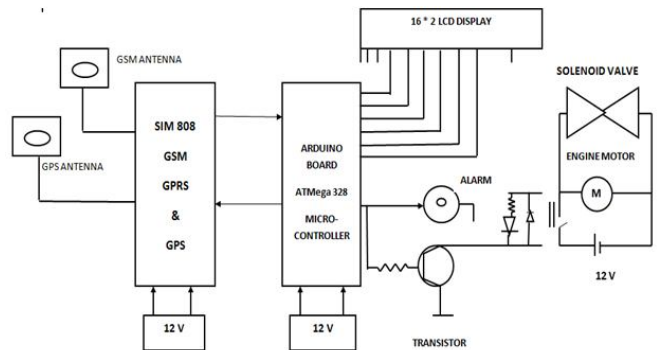 16 * 2 LCD DISPLAY
GSM ANTENNA
SOLENOID VALVE
SIM 808
GSM
GPRS
&
GPS
ARDUINO
BOARD
ATMega 328
MICRO-
CONTROLLER
ENGINE MOTOR
GPS ANTENNA
ALARM
M
12 V
12 V
12 V
TRANSISTOR